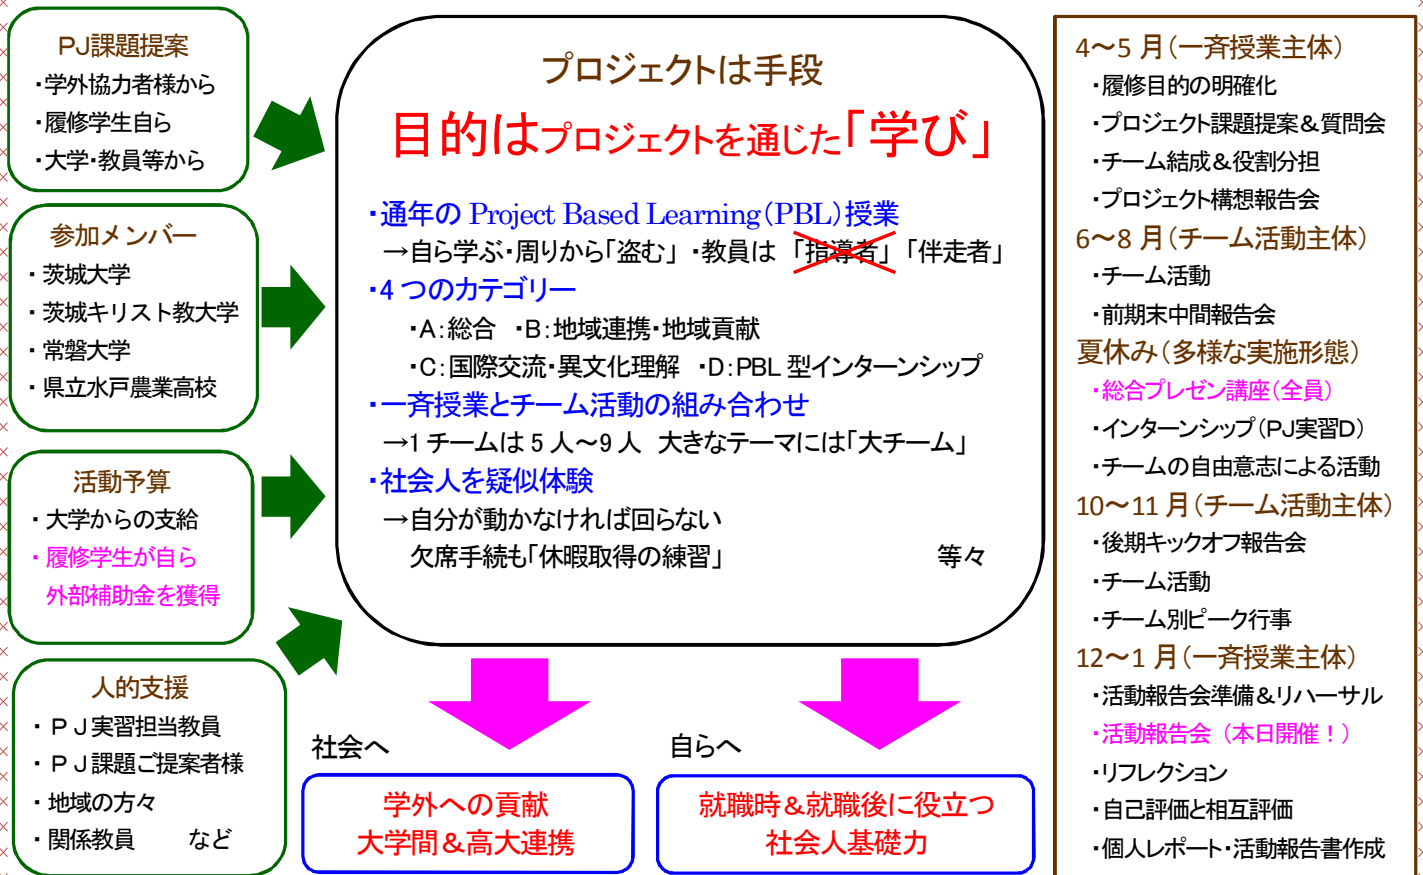 PJ課題提案
・学外協力者様から
・履修学生自ら
・大学・教員等から
参加メンバー
・茨城大学
・茨城キリスト教大学
・常磐大学
・県立水戸農業高校
活動予算
・大学からの支給
・履修学生が自ら
外部補助金を獲得
人的支援
・ＰＪ実習担当教員
・ＰＪ課題ご提案者様
・地域の方々
・関係教員　　など
プロジェクトは手段
目的はプロジェクトを通じた「学び」
・通年の Project Based Learning（PBL）授業
→自ら学ぶ・周りから「盗む」 ・教員は 「指導者」「伴走者」
・4 つのカテゴリー
・A：総合 ・B：地域連携・地域貢献
・C：国際交流・異文化理解 ・D：PBL 型インターンシップ
・一斉授業とチーム活動の組み合わせ
→1 チームは 5 人～9 人 大きなテーマには「大チーム」
・社会人を疑似体験
→自分が動かなければ回らない
欠席手続も「休暇取得の練習」　　等々
社会へ
学外への貢献
大学間＆高大連携
自らへ
就職時＆就職後に役立つ
社会人基礎力
4～5 月（一斉授業主体）
・履修目的の明確化
・プロジェクト課題提案＆質問会
・チーム結成＆役割分担
・プロジェクト構想報告会
6～8 月（チーム活動主体）
・チーム活動
・前期末中間報告会
夏休み（多様な実施形態）
・総合プレゼン講座（全員）
・インターンシップ（PJ実習D）
・チームの自由意志による活動
10～11 月（チーム活動主体）
・後期キックオフ報告会
・チーム活動
・チーム別ピーク行事
12～1 月（一斉授業主体）
・活動報告会準備＆リハーサル
・活動報告会（本日開催！）
・リフレクション
・自己評価と相互評価
・個人レポート・活動報告書作成